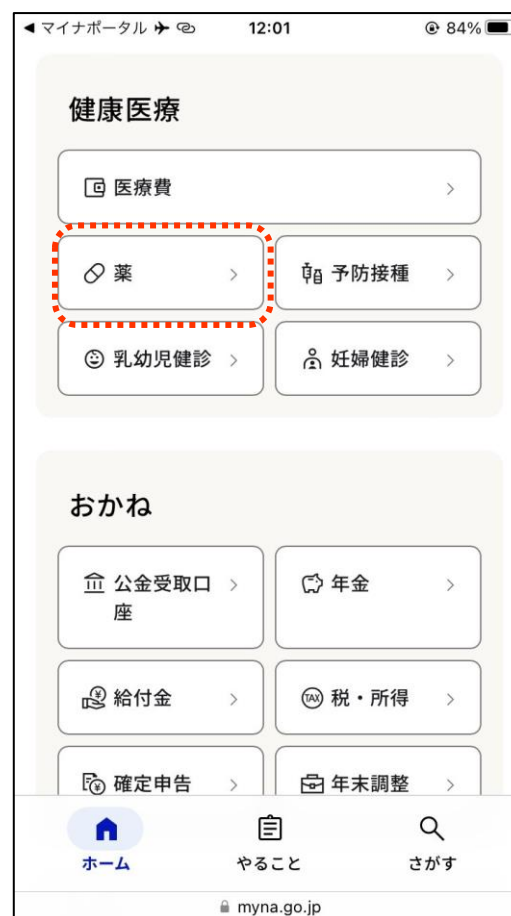 マイナポータル 12:01 84%
健康医療
医療費
薬 予防接種
乳幼児健診 妊婦健診
おかね
公金受取口
座
年金
給付金 税・所得
確定申告 年末調整
ホーム やること さがす
myna.go.jp